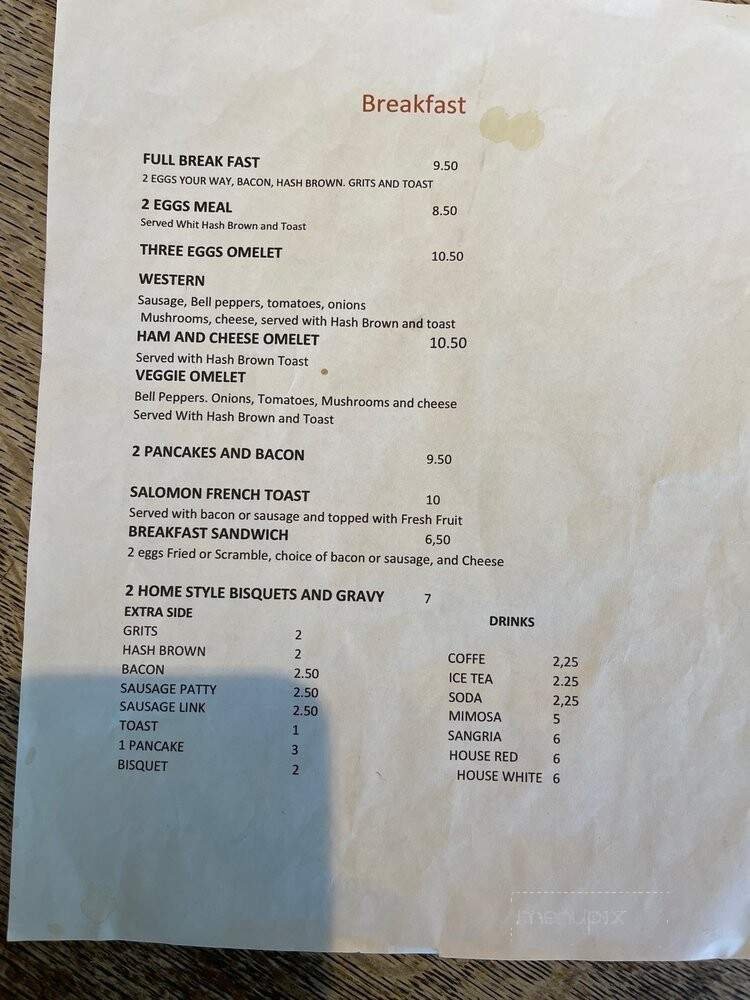 Breakfast
FULL BREAK FAST 9.50
2 EGGS YOUR WAY, BACON, HASH BROWN. GRITS AND TOAST
2 EGGS MEAL 8.50
Served Whit Hash Brown and Toast
THREE EGGS OMELET 10.50
WESTERN
Sausage, Bell peppers, tomatoes, onions
Mushrooms, cheese, served with Hash Brown and toast
HAM AND CHEESE OMELET 10.50
Served with Hash Brown Toast
VEGGIE OMELET
Bell Peppers. Onions, Tomatoes, Mushrooms and cheese
Served With Hash Brown and Toast
2 PANCAKES AND BACON 9.50
SALOMON FRENCH TOAST 10
Served with bacon or sausage and topped with Fresh Fruit
BREAKFAST SANDWICH 6,50
2 eggs Fried or Scramble, choice of bacon or sausage, and Cheese
2 HOME STYLE BISQUETS AND GRAVY 7
EXTRA SIDE
GRITS 2
HASH BROWN 2
BACON 2.50
SAUSAGE PATTY 2.50
SAUSAGE LINK 2.50
TOAST 1
1 PANCAKE 3
BISQUET 2
DRINKS
COFFE 2,25
ICE TEA 2.25
SODA 2,25
MIMOSA 5
SANGRIA 6
HOUSE RED 6
HOUSE WHITE 6
menupix